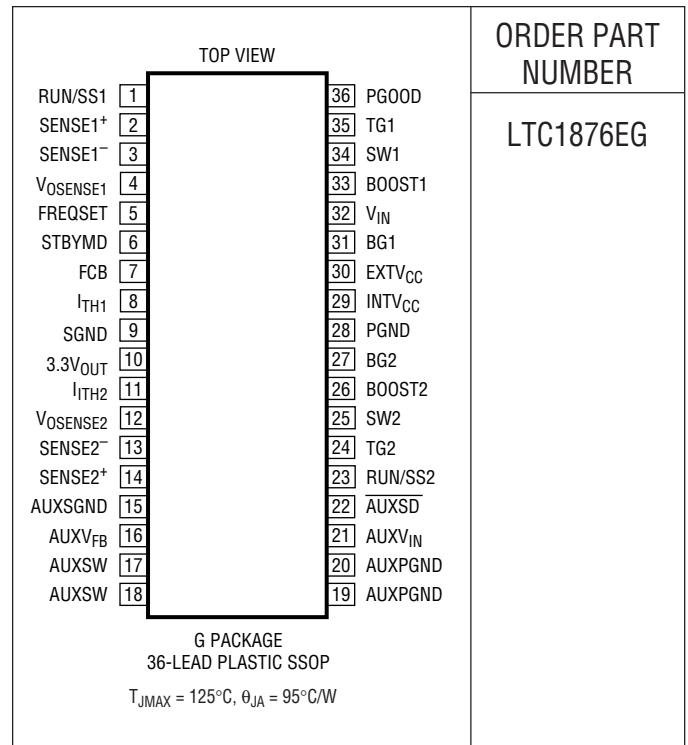 TOP VIEW
ORDER PART
NUMBER
LTC1876EG
RUN/SS1 1 36 PGOOD
SENSE1⁺ 2 35 TG1
SENSE1⁻ 3 34 SW1
VOSENSE1 4 33 BOOST1
FREQSET 5 32 VIN
STBYMD 6 31 BG1
FCB 7 30 EXTVCC
ITH1 8 29 INTVCC
SGND 9 28 PGND
3.3VOUT 10 27 BG2
IITH2 11 26 BOOST2
VOSENSE2 12 25 SW2
SENSE2⁻ 13 24 TG2
SENSE2⁺ 14 23 RUN/SS2
AUXSGND 15 22 AUXSD
AUXVFB 16 21 AUXVIN
AUXSW 17 20 AUXPGND
AUXSW 18 19 AUXPGND
G PACKAGE
36-LEAD PLASTIC SSOP
TJMAX = 125°C, θJA = 95°C/W